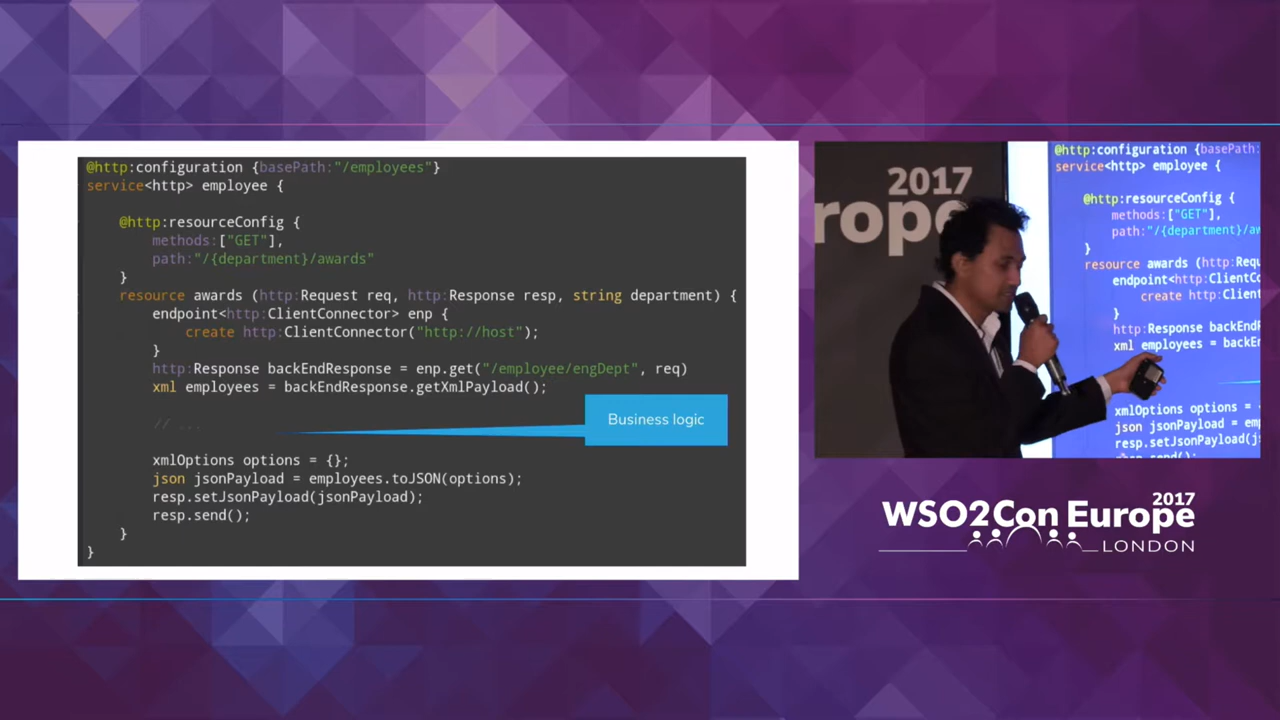 @http:configuration {basePath:"/employees"}
service<http> employee {
@http:resourceConfig {
methods:["GET"],
path:"/{department}/awards"
}
resource awards (http:Request req, http:Response resp, string department) {
endpoint<http:ClientConnector> enp {
create http:ClientConnector("http://host");
}
http:Response backEndResponse = enp.get("/employee/engDept", req)
xml employees = backEndResponse.getXmlPayload();
// ...
Business logic
xmlOptions options = {};
json jsonPayload = employees.toJSON(options);
resp.setJsonPayload(jsonPayload);
resp.send();
}
}
2017
urope
@http:configuration {basePath:
service<http> employee {
@http:resourceConfig {
methods:["GET"],
path:"/{department}/aw
}
resource awards (http:Requ
endpoint<http:ClientCo
create http:Client
}
http:Response backEndR
xml employees = backEn
xmlOptions options =
json jsonPayload = emp
resp.setJsonPayload(js
resp.send();
WSO2Con Europe 2017
LONDON